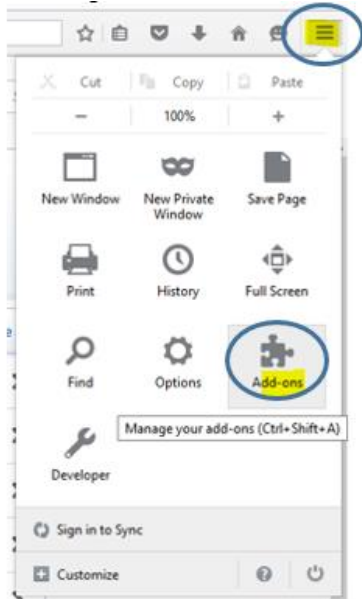 Cut Copy Paste
100%
New Window New Private Window Save Page
Print History Full Screen
Find Options Add-ons
Manage your add-ons (Ctrl+Shift+A)
Developer
Sign in to Sync
Customize